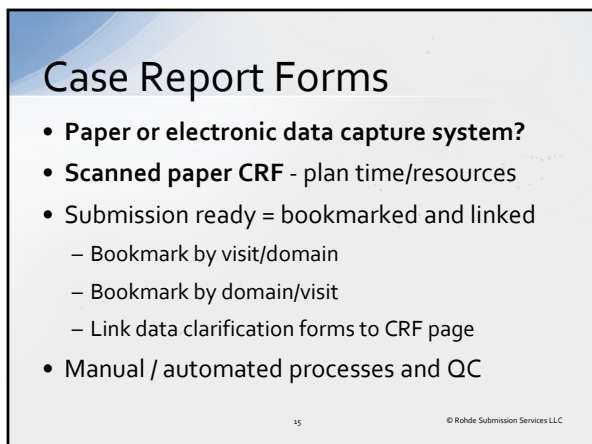 Case Report Forms
• Paper or electronic data capture system?
• Scanned paper CRF - plan time/resources
• Submission ready = bookmarked and linked
– Bookmark by visit/domain
– Bookmark by domain/visit
– Link data clarification forms to CRF page
• Manual / automated processes and QC
15
© Rohde Submission Services LLC